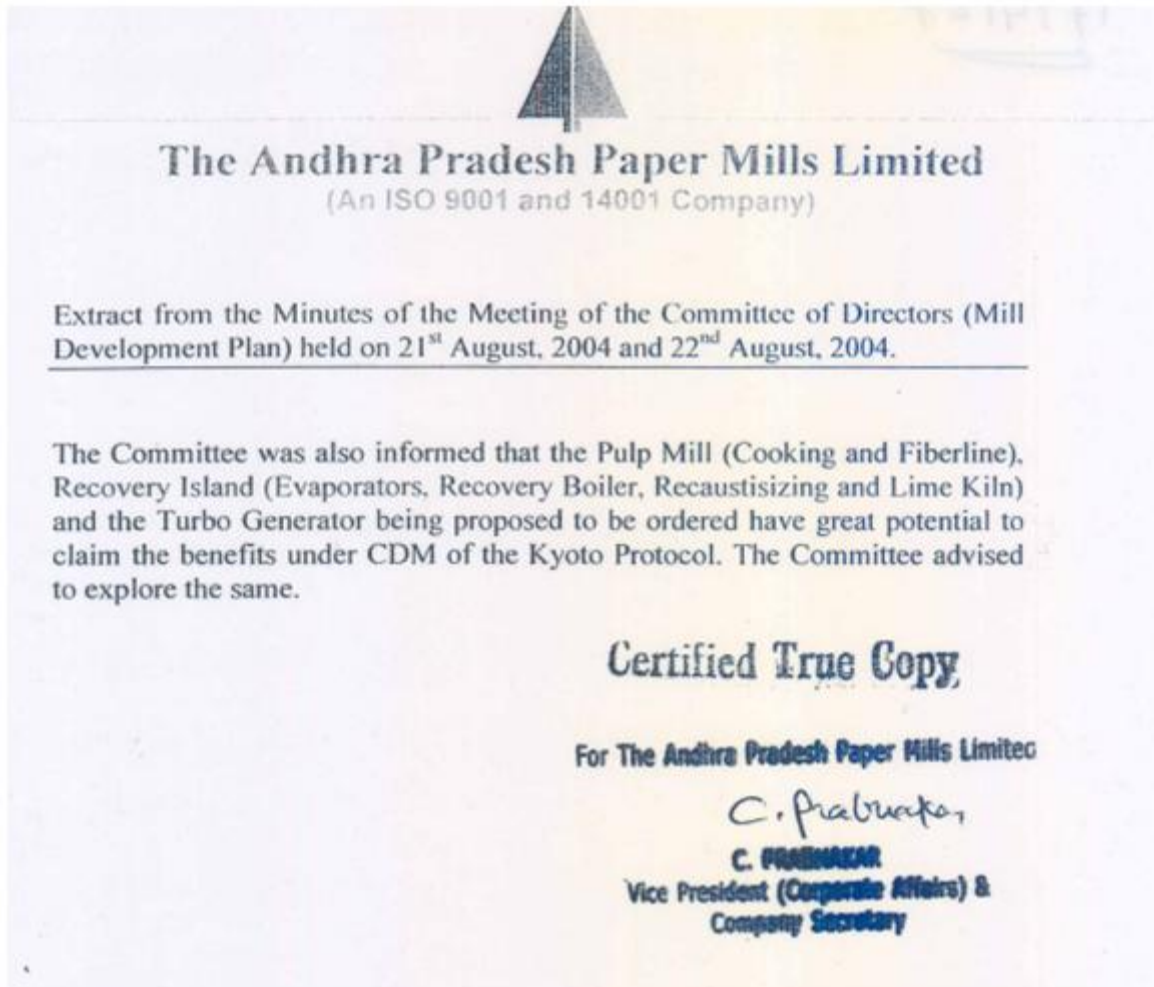 The Andhra Pradesh Paper Mills Limited
(An ISO 9001 and 14001 Company)
Extract from the Minutes of the Meeting of the Committee of Directors (Mill
Development Plan) held on 21st August, 2004 and 22nd August, 2004.
The Committee was also informed that the Pulp Mill (Cooking and Fiberline),
Recovery Island (Evaporators, Recovery Boiler, Recaustisizing and Lime Kiln)
and the Turbo Generator being proposed to be ordered have great potential to
claim the benefits under CDM of the Kyoto Protocol. The Committee advised
to explore the same.
Certified True Copy
For The Andhra Pradesh Paper Mills Limited
C. Prabhakar
C. PRABHAKAR
Vice President (Corporate Affairs) &
Company Secretary